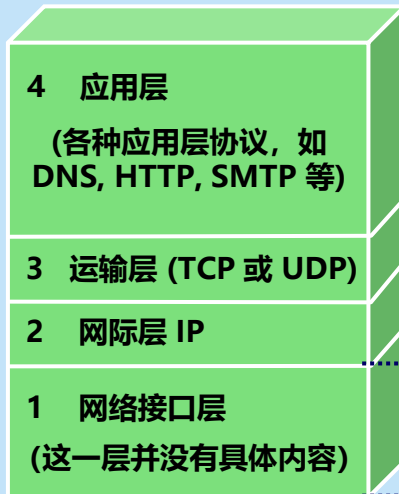 4 应用层
(各种应用层协议，如
DNS, HTTP, SMTP 等)
3 运输层 (TCP 或 UDP)
2 网际层 IP
1 网络接口层
(这一层并没有具体内容)